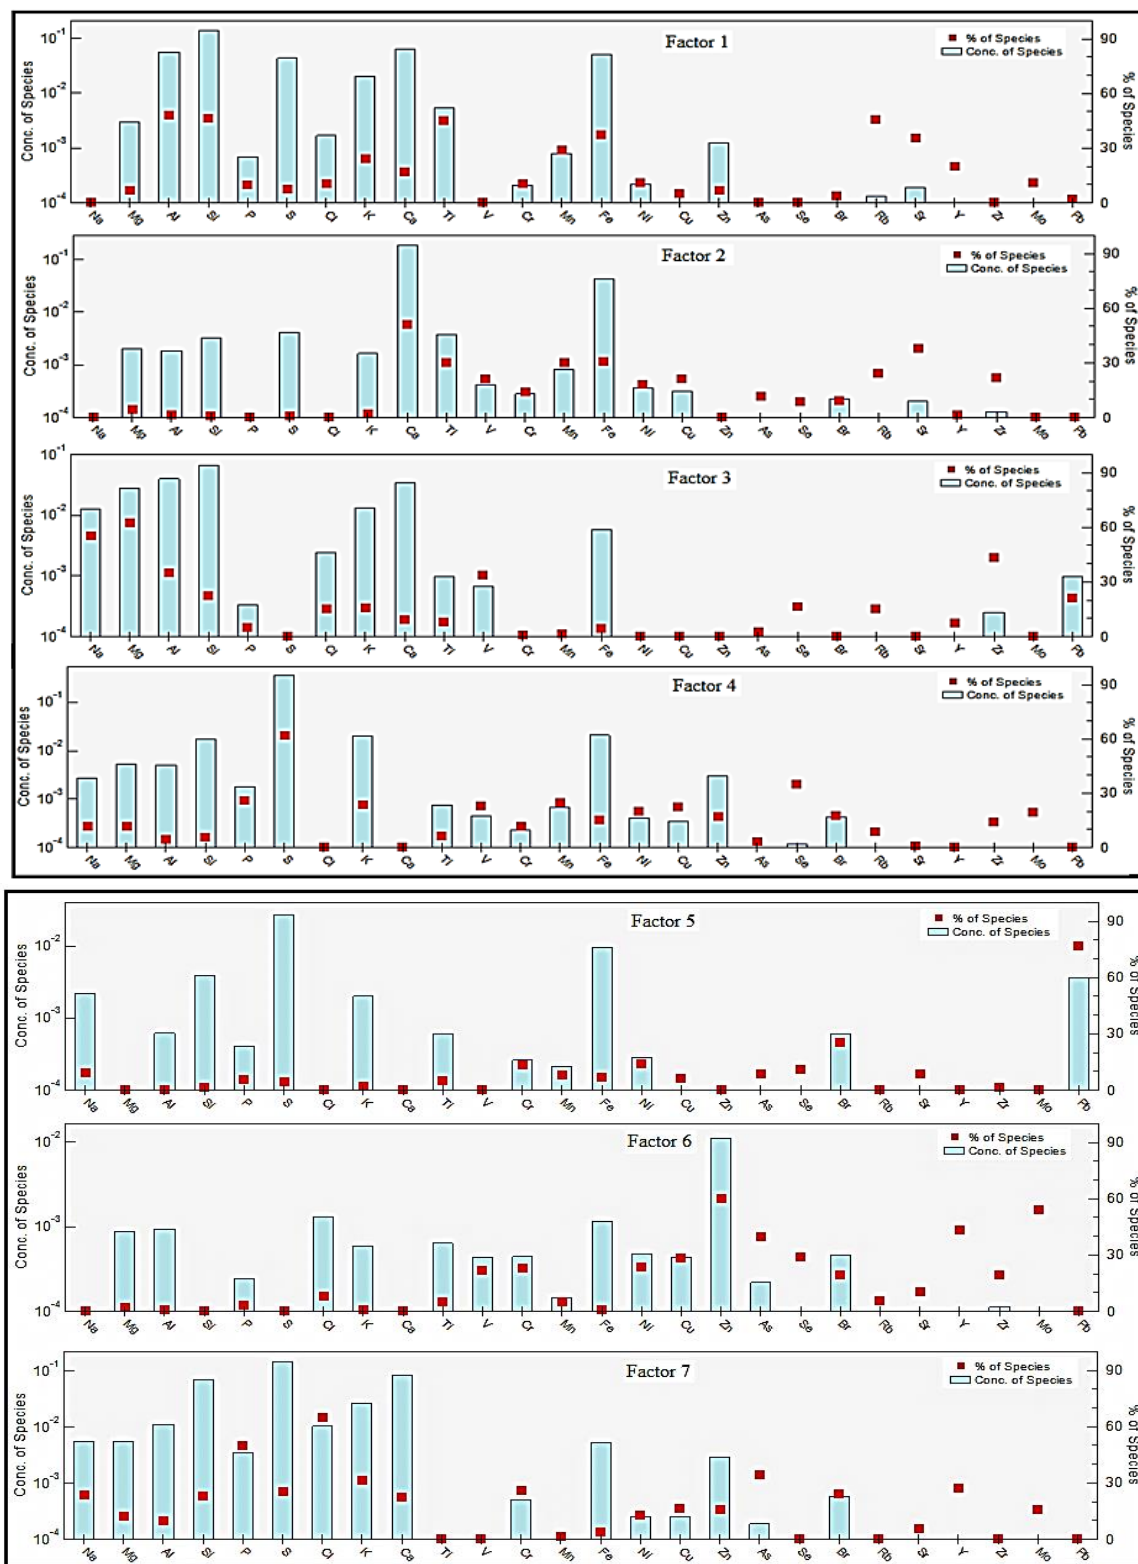 Factor 1
% of Species
Conc. of Species
Conc. of Species
% of Species
10⁻¹
10⁻²
10⁻³
10⁻⁴
90
60
30
0
Na Mg Al Si P S Cl K Ca Ti V Cr Mn Fe Ni Cu Zn As Se Br Rb Sr Y Zr Mo Pb
Factor 2
% of Species
Conc. of Species
Conc. of Species
% of Species
10⁻¹
10⁻²
10⁻³
10⁻⁴
90
60
30
0
Na Mg Al Si P S Cl K Ca Ti V Cr Mn Fe Ni Cu Zn As Se Br Rb Sr Y Zr Mo Pb
Factor 3
% of Species
Conc. of Species
Conc. of Species
% of Species
10⁻¹
10⁻²
10⁻³
10⁻⁴
90
60
30
0
Na Mg Al Si P S Cl K Ca Ti V Cr Mn Fe Ni Cu Zn As Se Br Rb Sr Y Zr Mo Pb
Factor 4
% of Species
Conc. of Species
Conc. of Species
% of Species
10⁻¹
10⁻²
10⁻³
10⁻⁴
90
60
30
0
Na Mg Al Si P S Cl K Ca Ti V Cr Mn Fe Ni Cu Zn As Se Br Rb Sr Y Zr Mo Pb
Factor 5
% of Species
Conc. of Species
Conc. of Species
% of Species
10⁻²
10⁻³
10⁻⁴
90
60
30
0
Na Mg Al Si P S Cl K Ca Ti V Cr Mn Fe Ni Cu Zn As Se Br Rb Sr Y Zr Mo Pb
Factor 6
% of Species
Conc. of Species
Conc. of Species
% of Species
10⁻²
10⁻³
10⁻⁴
90
60
30
0
Na Mg Al Si P S Cl K Ca Ti V Cr Mn Fe Ni Cu Zn As Se Br Rb Sr Y Zr Mo Pb
Factor 7
% of Species
Conc. of Species
Conc. of Species
% of Species
10⁻¹
10⁻²
10⁻³
10⁻⁴
90
60
30
0
Na Mg Al Si P S Cl K Ca Ti V Cr Mn Fe Ni Cu Zn As Se Br Rb Sr Y Zr Mo Pb